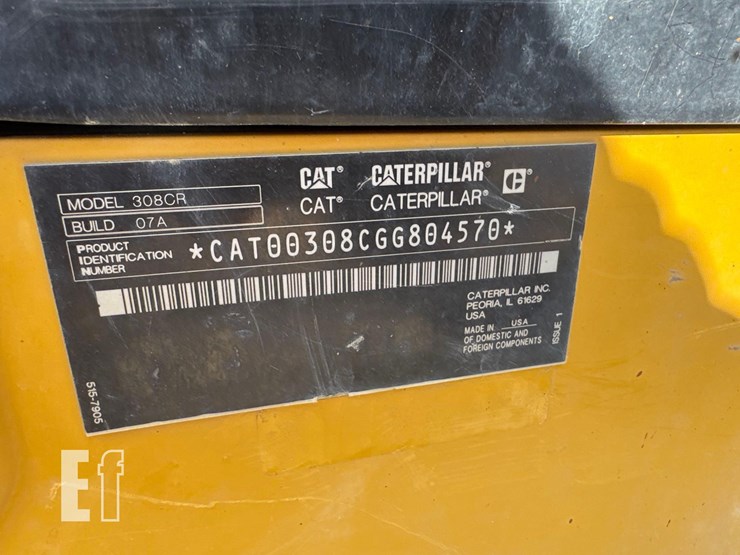 CAT® CATERPILLAR® C®
CAT® CATERPILLAR®
MODEL 308CR
BUILD 07A
PRODUCT
IDENTIFICATION
NUMBER
*CAT00308CGG804570*
CATERPILLAR INC.
PEORIA, IL 61629
USA
MADE IN USA
OF DOMESTIC AND
FOREIGN COMPONENTS
ISSUE 1
515-7905
Ef